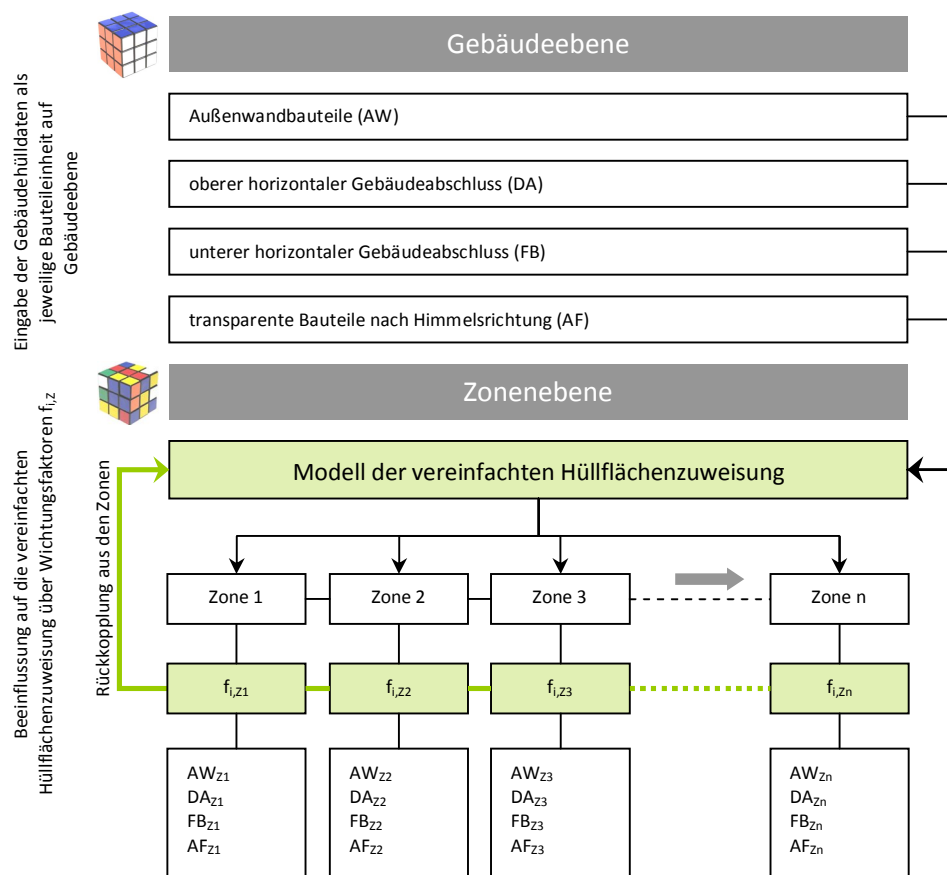 Gebäudeebene
Eingabe der Gebäudehülldaten als
jeweilige Bauteileinheit auf
Gebäudeebene
Außenwandbauteile (AW)
oberer horizontaler Gebäudeabschluss (DA)
unterer horizontaler Gebäudeabschluss (FB)
transparente Bauteile nach Himmelsrichtung (AF)
Zonenebene
Beeinflussung auf die vereinfachten
Hüllflächenzuweisung über Wichtungsfaktoren f_{i,Z}
Rückkopplung aus den Zonen
Modell der vereinfachten Hüllflächenzuweisung
Zone 1
Zone 2
Zone 3
Zone n
f_{i,Z1}
f_{i,Z2}
f_{i,Z3}
f_{i,Zn}
AW_{Z1}
DA_{Z1}
FB_{Z1}
AF_{Z1}
AW_{Z2}
DA_{Z2}
FB_{Z2}
AF_{Z2}
AW_{Z3}
DA_{Z3}
FB_{Z3}
AF_{Z3}
AW_{Zn}
DA_{Zn}
FB_{Zn}
AF_{Zn}